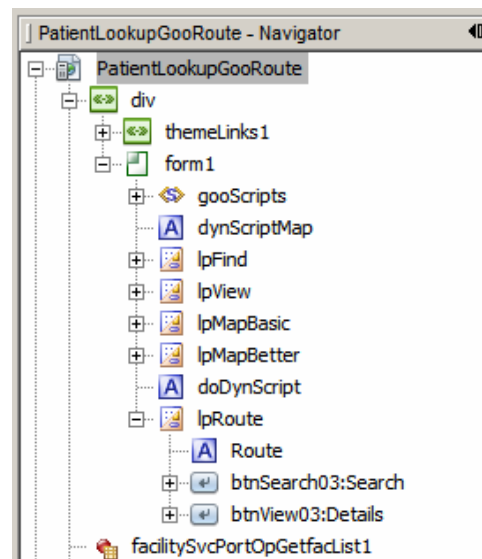 PatientLookupGooRoute - Navigator
PatientLookupGooRoute
div
themeLinks1
form1
gooScripts
A dynScriptMap
lpFind
lpView
lpMapBasic
lpMapBetter
A doDynScript
lpRoute
A Route
btnSearch03:Search
btnView03:Details
facilitySvcPortOpGetfacList1